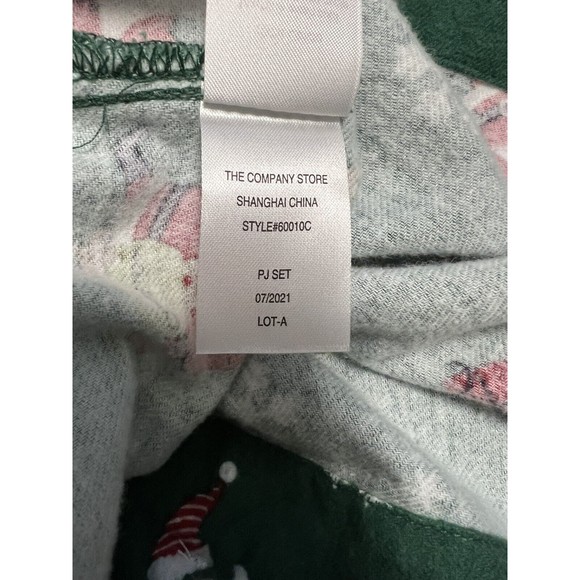 THE COMPANY STORE
SHANGHAI CHINA
STYLE#60010C
PJ SET
07/2021
LOT-A